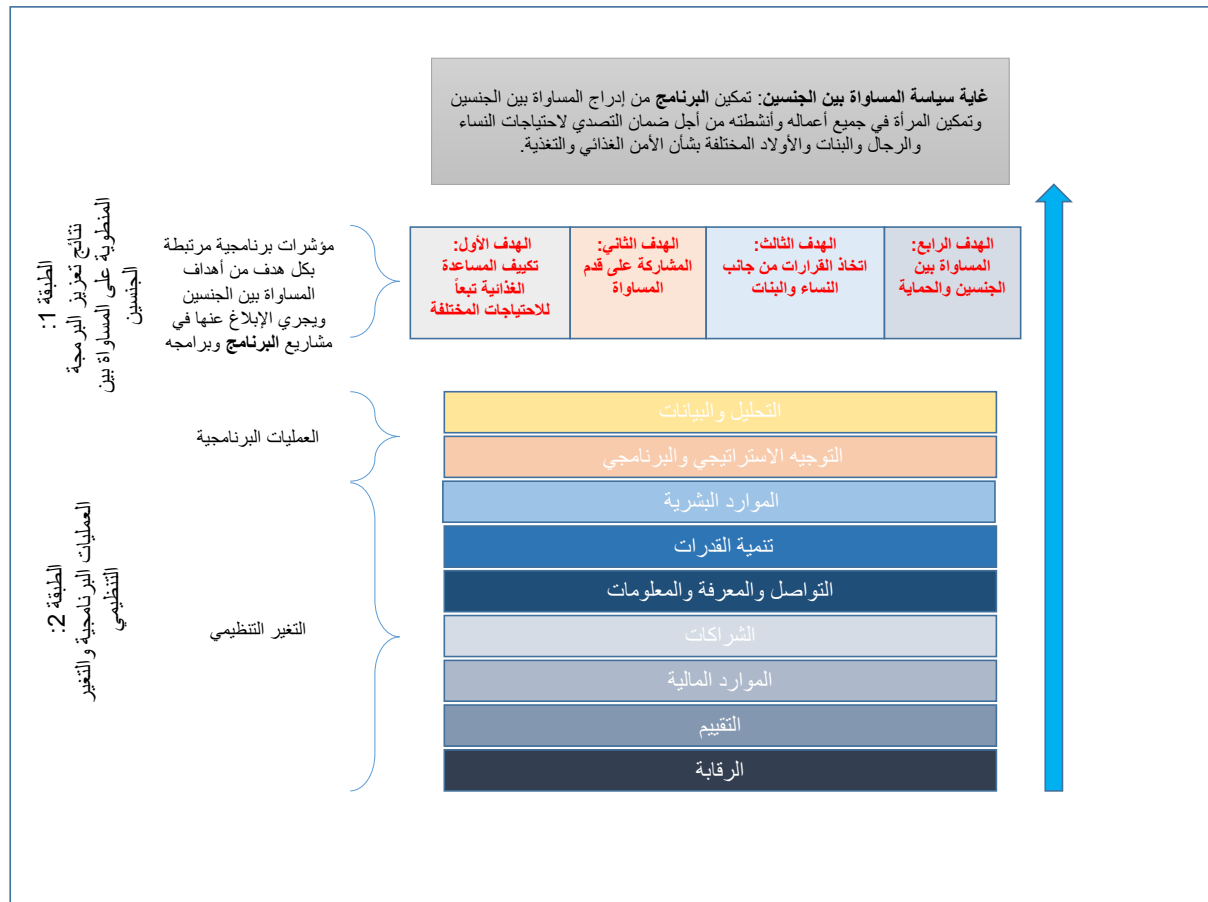 غاية سياسة المساواة بين الجنسين: تمكين البرنامج من إدراج المساواة بين الجنسين
وتمكين المرأة في جميع أعماله وأنشطته من أجل ضمان التصدي لاحتياجات النساء
والرجال والبنات والأولاد المختلفة بشأن الأمن الغذائي والتغذية.
الهدف الرابع:
المساواة بين
الجنسين والحماية
الهدف الثالث:
اتخاذ القرارات من جانب
النساء والبنات
الهدف الثاني:
المشاركة على قدم
المساواة
الهدف الأول:
تكييف المساعدة
الغذائية تبعاً
للاحتياجات المختلفة
مؤشرات برنامجية مرتبطة
بكل هدف من أهداف
المساواة بين الجنسين
ويجري الإبلاغ عنها في
مشاريع البرنامج وبرامجه
الطبقة 1:
نتائج تعزيز البرمجة
المنطوية على المساواة بين
الجنسين
التحليل والبيانات
التوجيه الاستراتيجي والبرنامجي
الموارد البشرية
تنمية القدرات
التواصل والمعرفة والمعلومات
الشراكات
الموارد المالية
التقييم
الرقابة
العمليات البرنامجية
التغير التنظيمي
الطبقة 2:
العمليات البرنامجية والتغير
التنظيمي